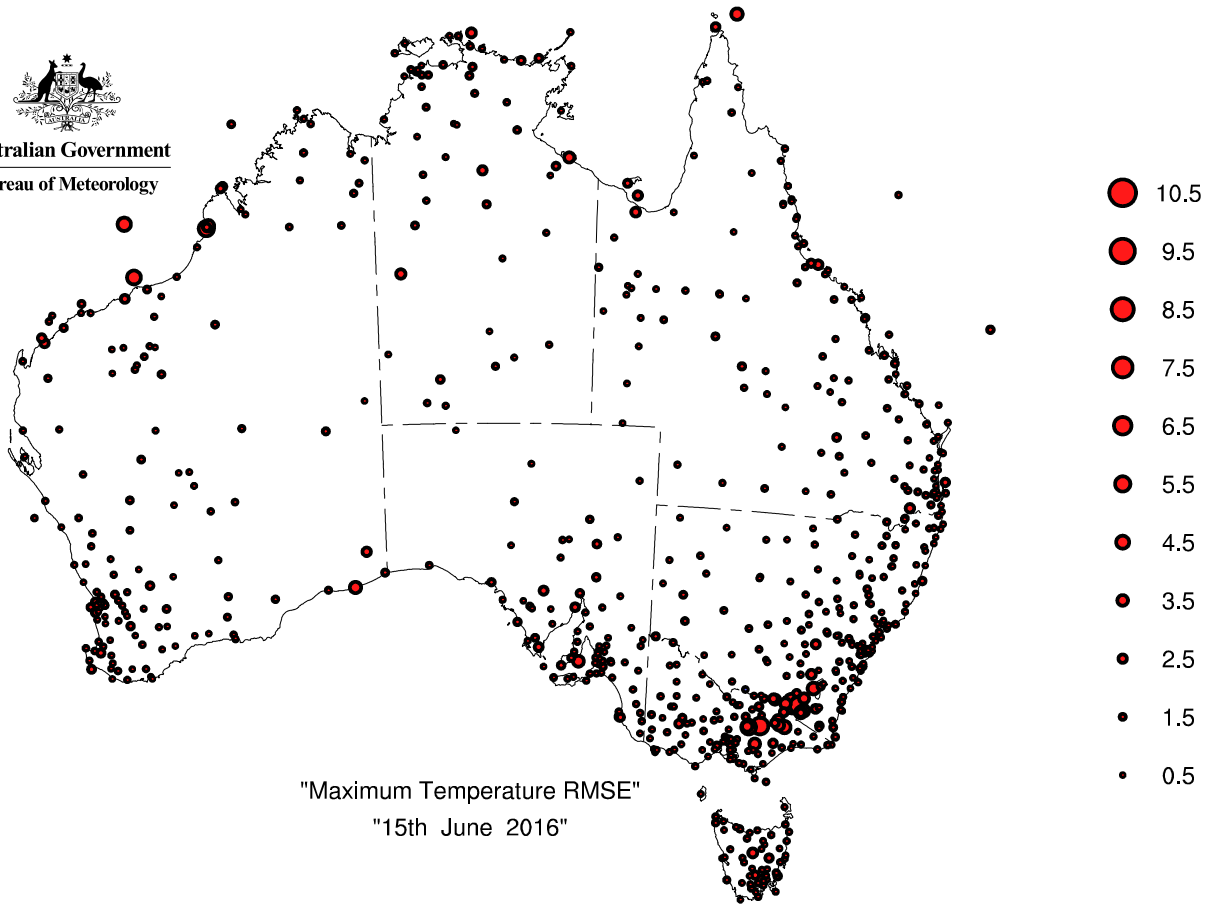 AUSTRALIA
tralian Government
reau of Meteorology
10.5
9.5
8.5
7.5
6.5
5.5
4.5
3.5
2.5
1.5
0.5
"Maximum Temperature RMSE"
"15th June 2016"